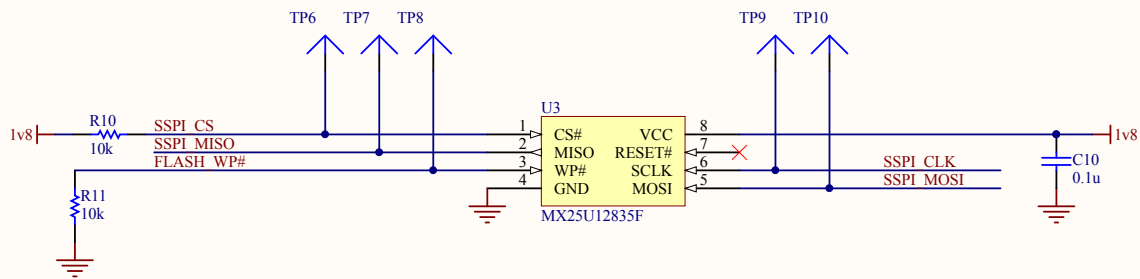 TP6 TP7 TP8 TP9 TP10
U3
R10 SSPI_CS 1 CS# VCC 8
1v8 10k 1v8
SSPI_MISO 2 MISO RESET# 7
FLASH_WP# 3 WP# SCLK 6 SSPI_CLK C10
4 GND MOSI 5 SSPI_MOSI 0.1u
R11
10k MX25U12835F